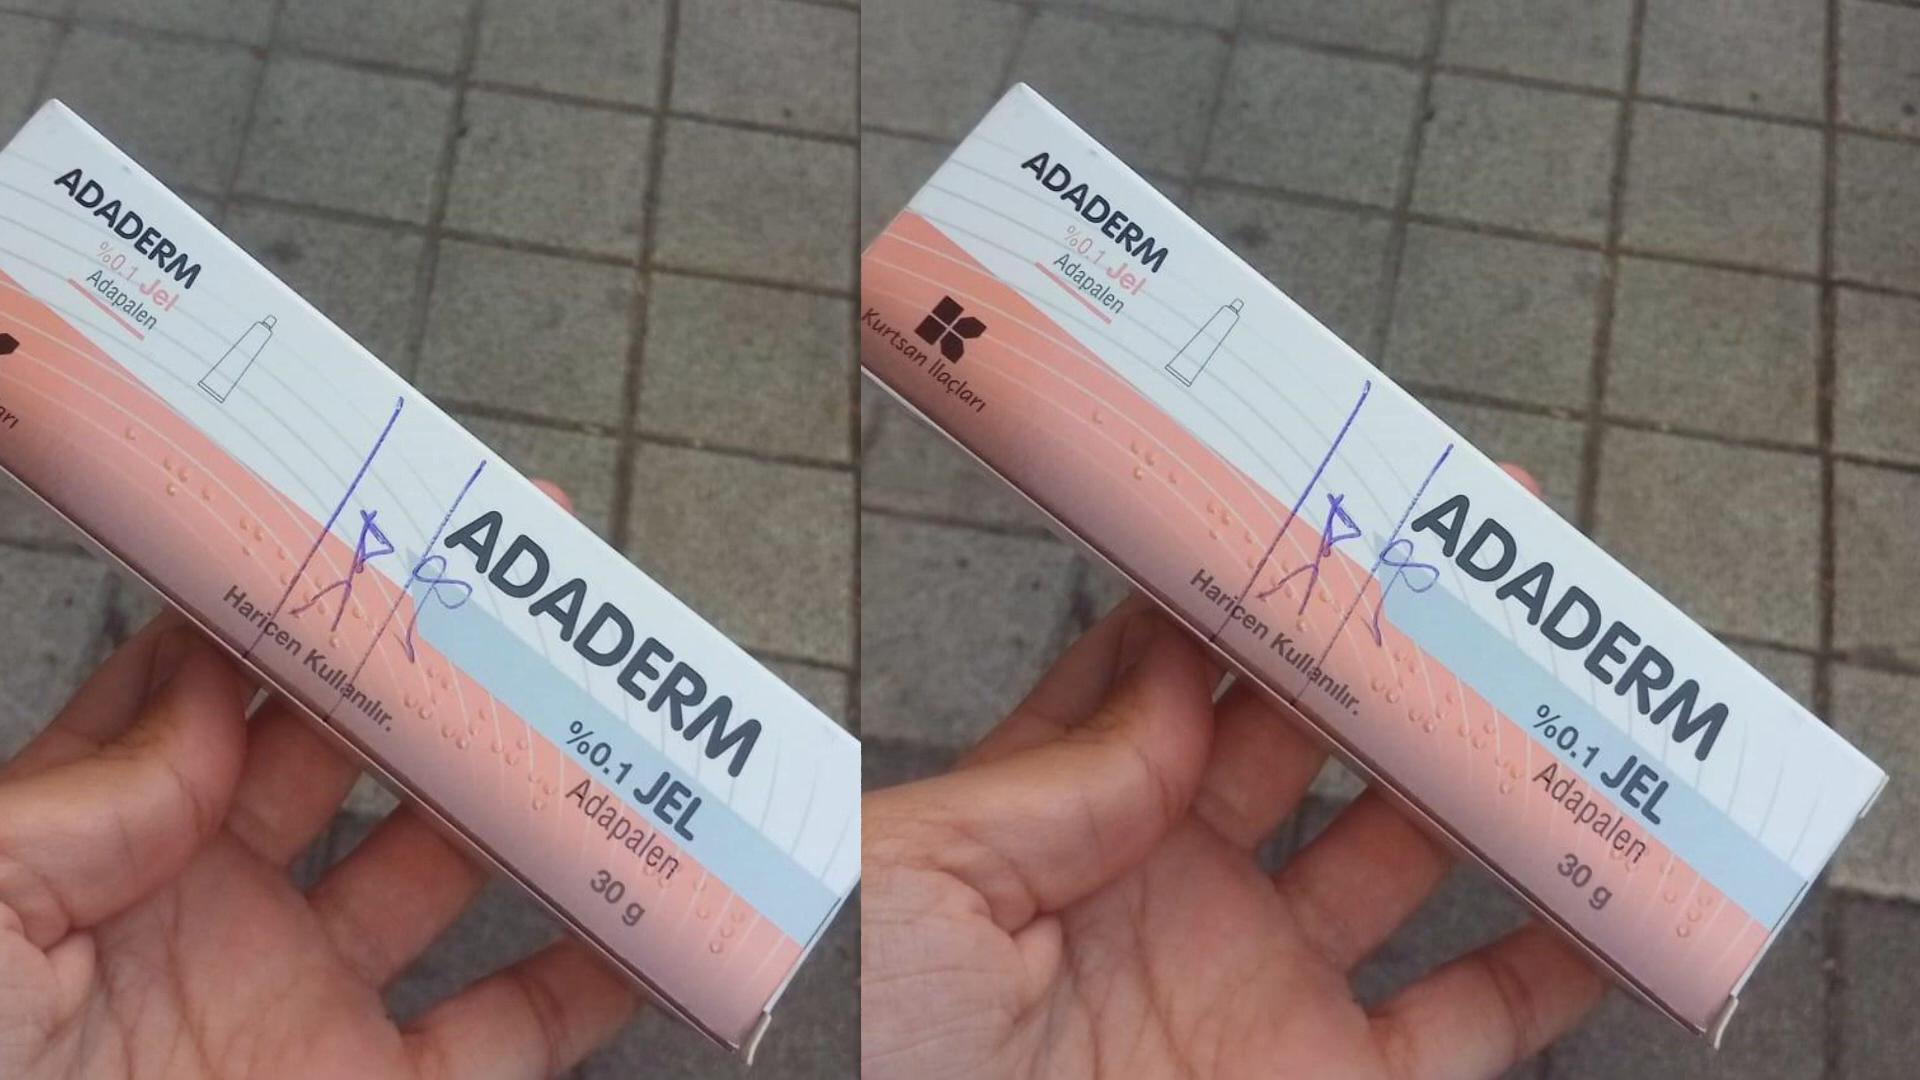 ADADERM
%0.1 Jel
Adapalen
ları
Haricen Kullanılır.
ADADERM
%0.1 JEL
Adapalen
30 g
ADADERM
%0.1 Jel
Adapalen
Kurtsan İlaçları
Haricen Kullanılır.
ADADERM
%0.1 JEL
Adapalen
30 g